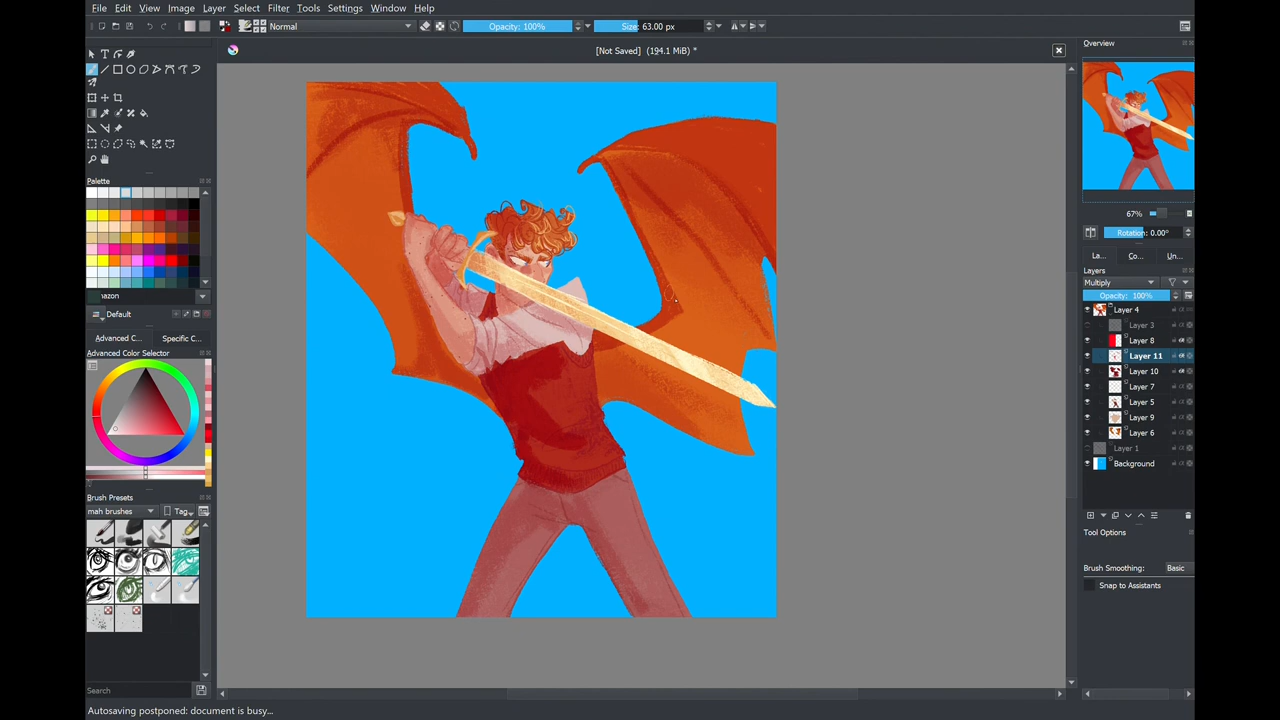 File Edit View Image Layer Filter Tools Settings Window Help
Normal Opacity: 100% Size: 63.00 px
[Not Saved] (194.1 MiB) *
Palette
Default
Advanced C... Specific C...
Advanced Color Selector
Brush Presets
mah brushes Tag
Search
Autosaving postponed: document is busy...
Overview
67%
Rotation: 0.00°
La... Co... Un...
Layers
Multiply
Opacity: 100%
Layer 4
Layer 3
Layer 8
Layer 11
Layer 10
Layer 7
Layer 5
Layer 9
Layer 6
Layer 1
Background
Tool Options
Brush Smoothing: Basic
Snap to Assistants